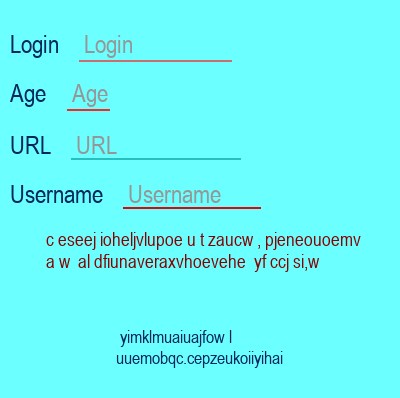 Login Login
Age Age
URL URL
Username Username
c eseej ioheljvlupoe u t zaucw , pjeneouoemv
a w  al dfiunaveraxvhoevehe  yf ccj si,w
yimklmuaiuajfow l
uuemobqc.cepzeukoiiyihai